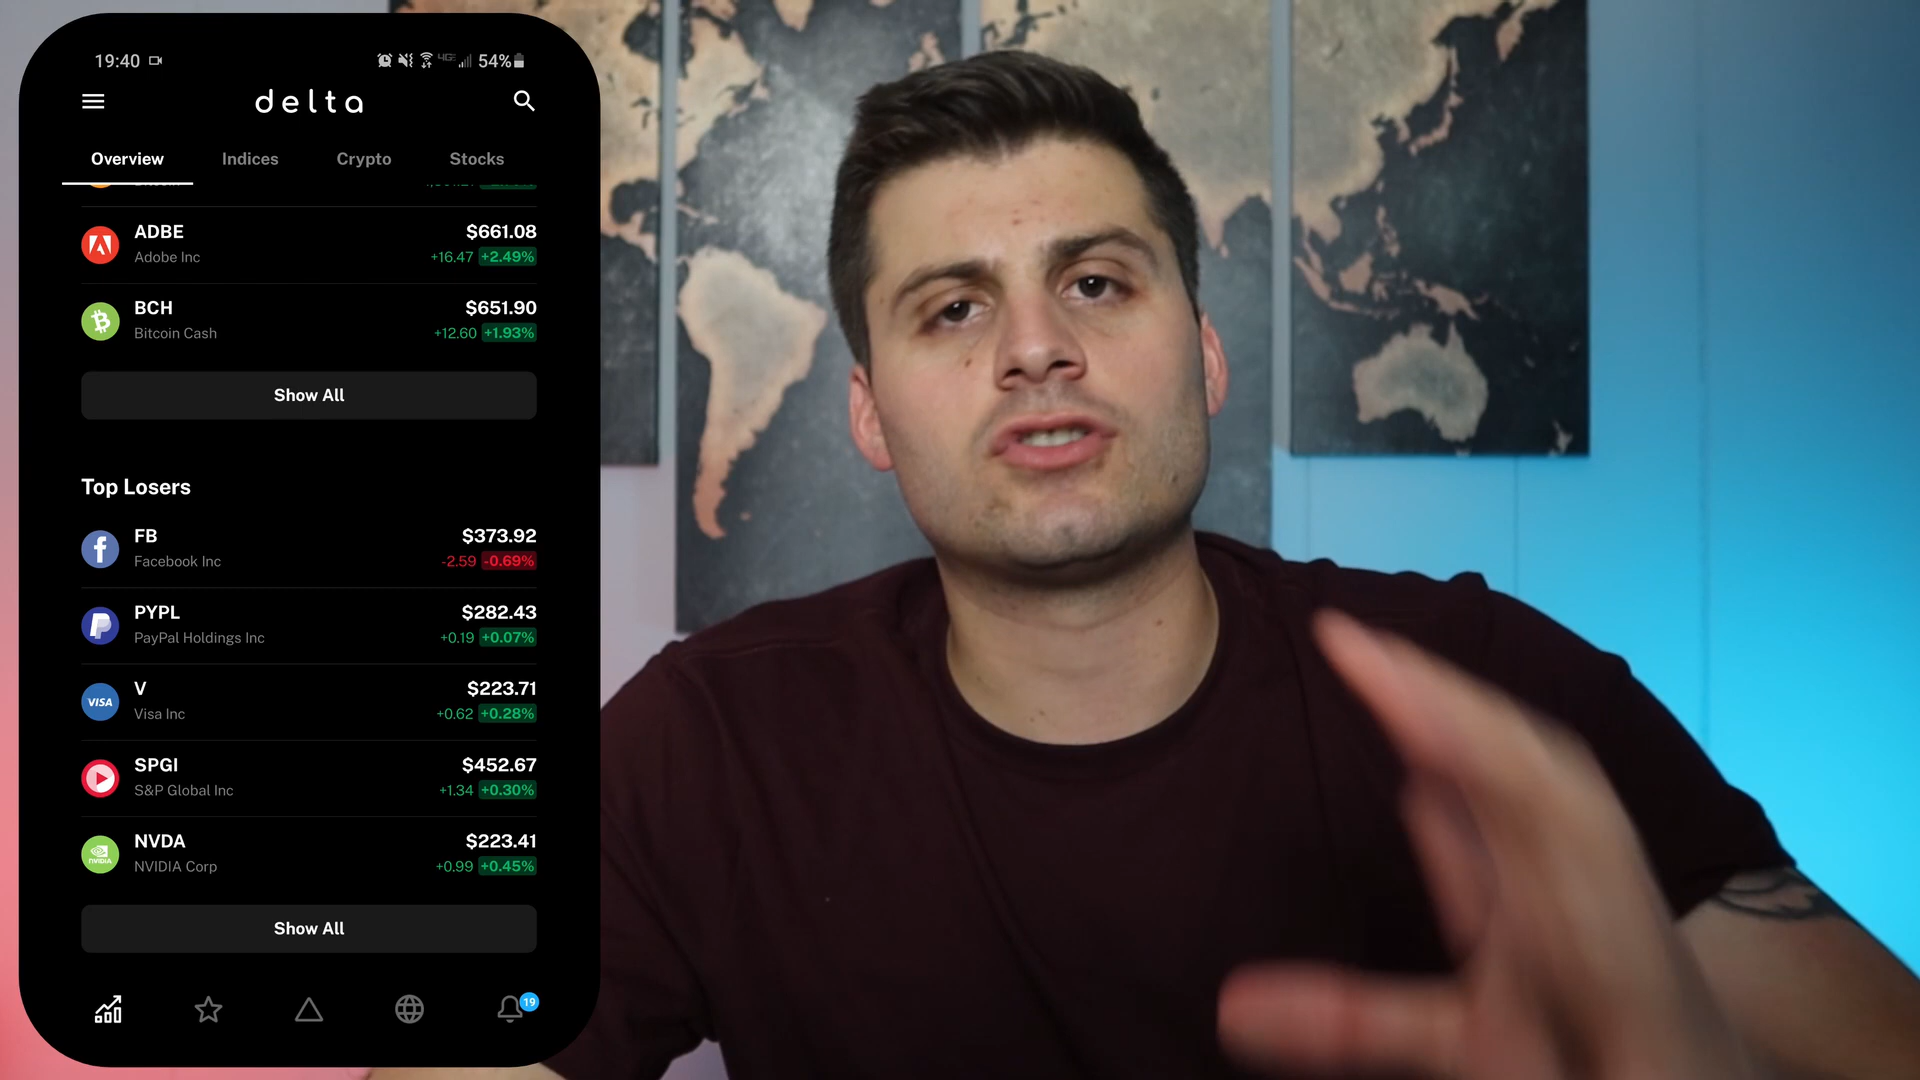 19:40 54%
delta
Overview Indices Crypto Stocks
ADBE $661.08
Adobe Inc +16.47 +2.49%
BCH $651.90
Bitcoin Cash +12.60 +1.93%
Show All
Top Losers
FB $373.92
Facebook Inc -2.59 -0.69%
PYPL $282.43
PayPal Holdings Inc +0.19 +0.07%
VISA
V $223.71
Visa Inc +0.62 +0.28%
SPGI $452.67
S&P Global Inc +1.34 +0.30%
NVDA $223.41
NVIDIA
NVIDIA Corp +0.99 +0.45%
Show All
19